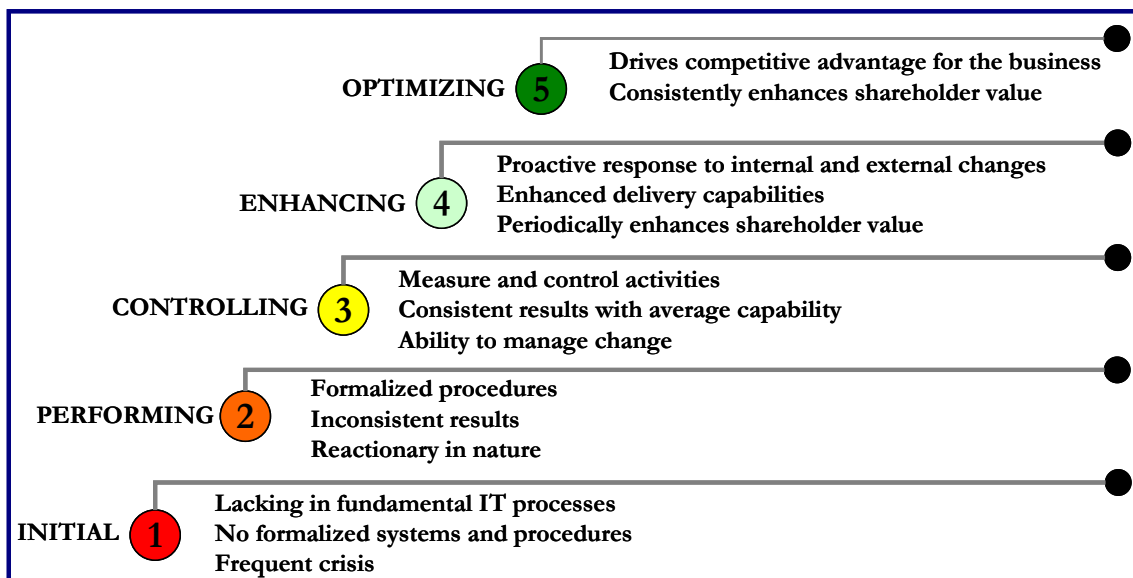 OPTIMIZING 5
Drives competitive advantage for the business
Consistently enhances shareholder value
ENHANCING 4
Proactive response to internal and external changes
Enhanced delivery capabilities
Periodically enhances shareholder value
CONTROLLING 3
Measure and control activities
Consistent results with average capability
Ability to manage change
PERFORMING 2
Formalized procedures
Inconsistent results
Reactionary in nature
INITIAL 1
Lacking in fundamental IT processes
No formalized systems and procedures
Frequent crisis